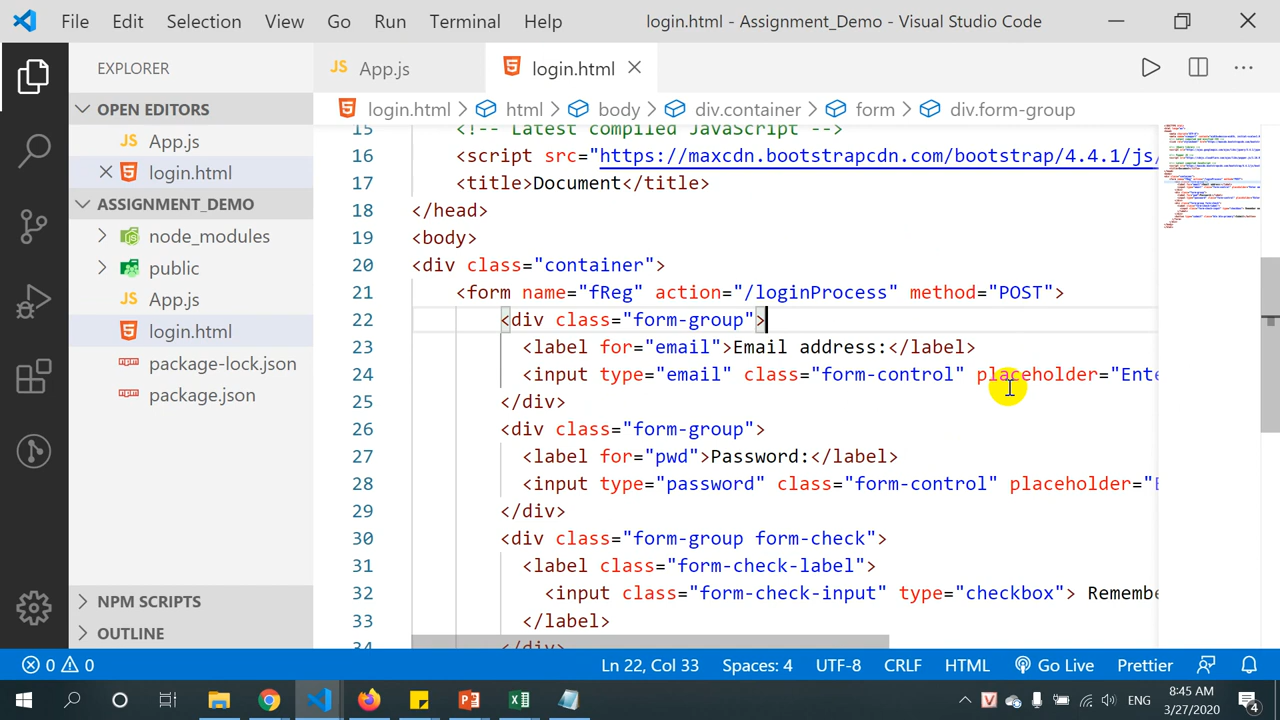 File Edit Selection View Go Run Terminal Help login.html - Assignment_Demo - Visual Studio Code
EXPLORER
OPEN EDITORS
JS App.js
login.html
ASSIGNMENT_DEMO
node_modules
public
JS App.js
login.html
package-lock.json
package.json
NPM SCRIPTS
OUTLINE
JS App.js
login.html
login.html > html > body > div.container > form > div.form-group
15 <!-- Latest compiled JavaScript -->
16 <script src="https://maxcdn.bootstrapcdn.com/bootstrap/4.4.1/js/
17 <title>Document</title>
18 </head>
19 <body>
20 <div class="container">
21 <form name="fReg" action="/loginProcess" method="POST">
22 <div class="form-group">
23 <label for="email">Email address:</label>
24 <input type="email" class="form-control" placeholder="Ente
25 </div>
26 <div class="form-group">
27 <label for="pwd">Password:</label>
28 <input type="password" class="form-control" placeholder="E
29 </div>
30 <div class="form-group form-check">
31 <label class="form-check-label">
32 <input class="form-check-input" type="checkbox"> Remembe
33 </label>
34 </div>
0 0 Ln 22, Col 33 Spaces: 4 UTF-8 CRLF HTML Go Live Prettier
ENG 8:45 AM
3/27/2020
4